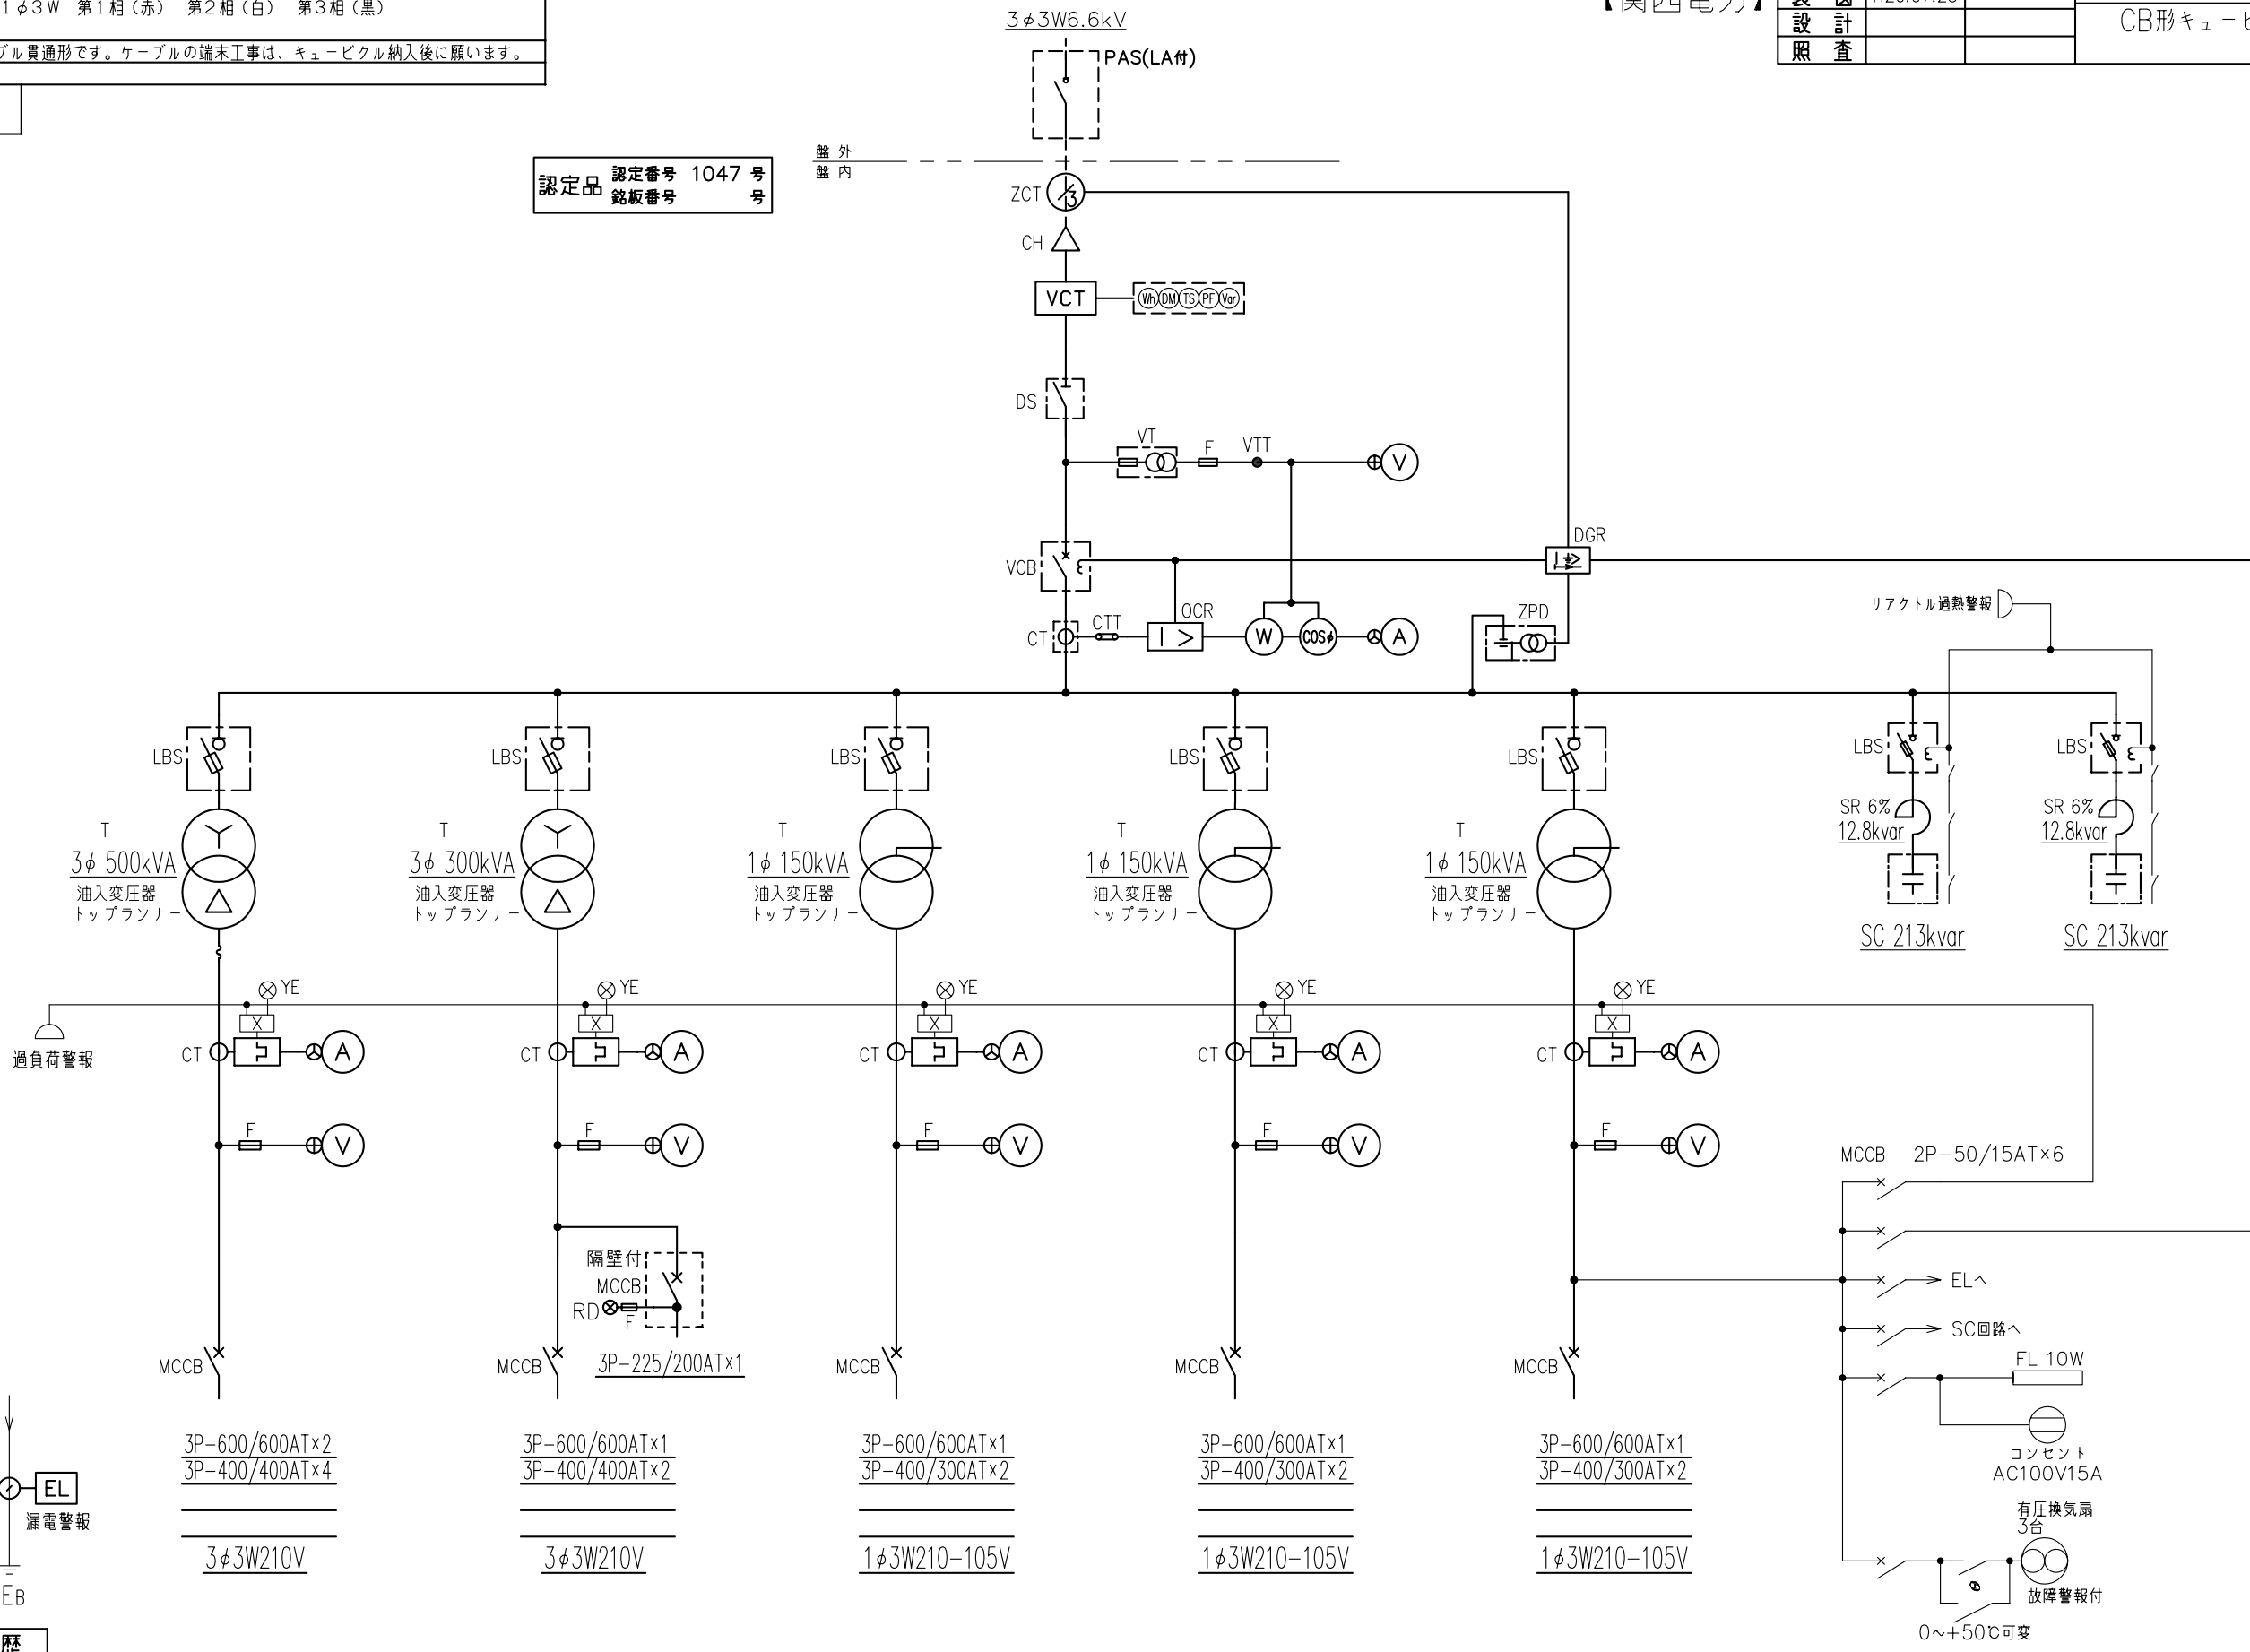 1φ3W 第1相(赤) 第2相(白) 第3相(黒)
ブル貫通形です。ケーブルの端末工事は、キュービクル納入後に願います。
3φ3W6.6kV
PAS(LA付)
設 計
照 査
CB形キュービ
盤 外
盤 内
認定品
認定番号 1047 号
銘板番号 号
ZCT
3
CH
VCT
Wh DM TS PF Var
DS
VT
F
VTT
V
VCB
DGR
I
CT
CTT
OCR
I >
W
COSφ
A
ZPD
リアクトル過熱警報
LBS
LBS
LBS
LBS
LBS
LBS
LBS
T
3φ 500kVA
油入変圧器
トップランナー
T
3φ 300kVA
油入変圧器
トップランナー
T
1φ 150kVA
油入変圧器
トップランナー
T
1φ 150kVA
油入変圧器
トップランナー
T
1φ 150kVA
油入変圧器
トップランナー
SR 6%
12.8kvar
SC 213kvar
SR 6%
12.8kvar
SC 213kvar
過負荷警報
YE
X
CT
A
F
V
YE
X
CT
A
F
V
YE
X
CT
A
F
V
YE
X
CT
A
F
V
YE
X
CT
A
F
V
隔壁付
MCCB
RD
F
3P-225/200AT×1
MCCB
3P-600/600AT×2
3P-400/400AT×4
3φ3W210V
MCCB
3P-600/600AT×1
3P-400/400AT×2
3φ3W210V
MCCB
3P-600/600AT×1
3P-400/300AT×2
1φ3W210-105V
MCCB
3P-600/600AT×1
3P-400/300AT×2
1φ3W210-105V
MCCB
3P-600/600AT×1
3P-400/300AT×2
1φ3W210-105V
MCCB 2P-50/15AT×6
ELへ
SC回路へ
FL 10W
コンセント
AC100V15A
有圧換気扇
3台
故障警報付
θ
0~+50℃可変
EL
漏電警報
EB
歴